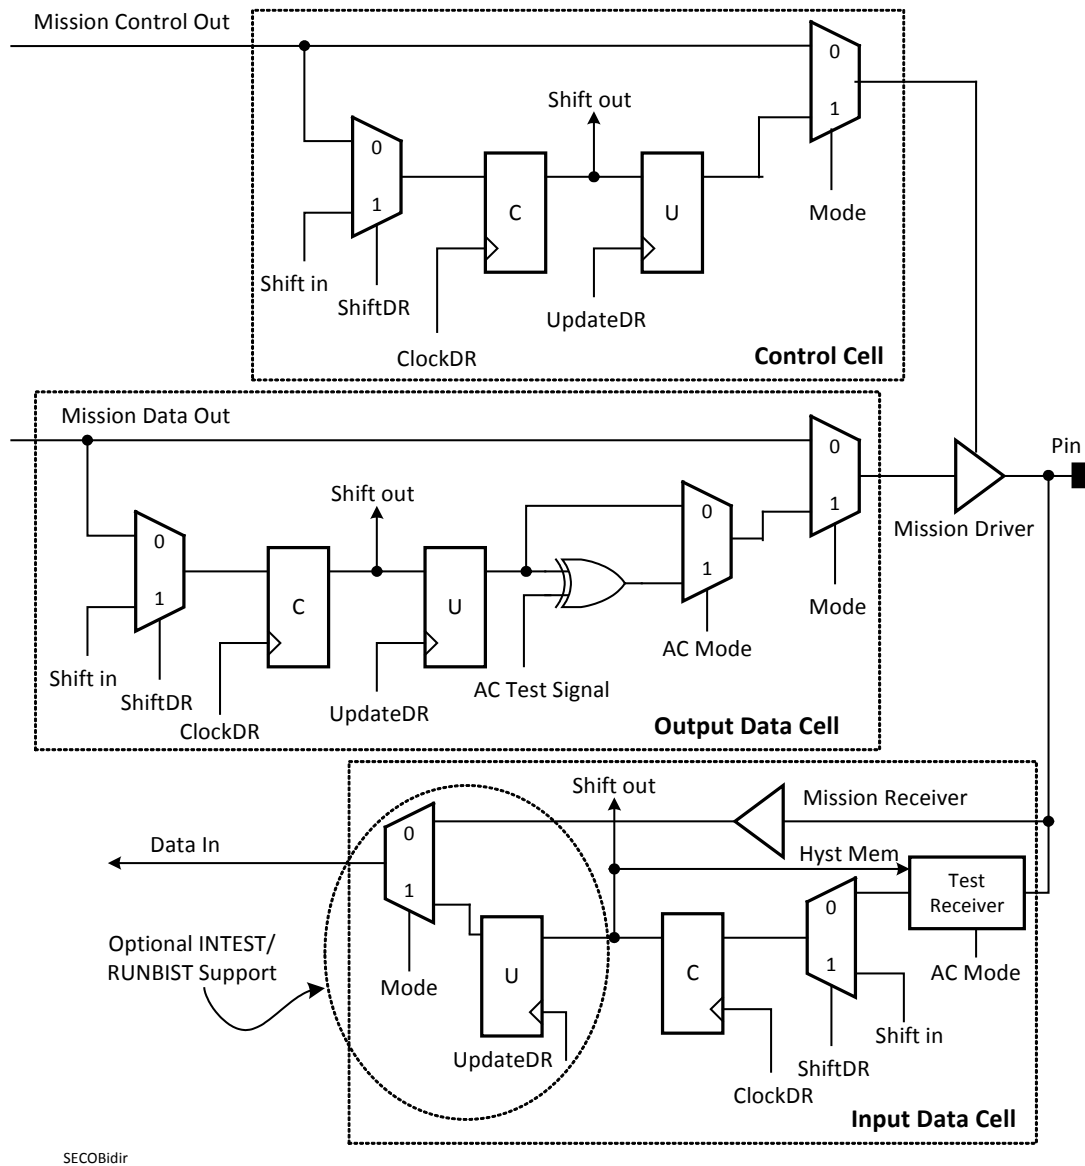 Mission Control Out
0
Shift out
1
0
C
U
1
Mode
Shift in
ShiftDR
UpdateDR
ClockDR
Control Cell
Mission Data Out
0
Pin
Shift out
0
1
Mission Driver
0
1
C
U
1
Mode
AC Mode
Shift in
AC Test Signal
ShiftDR
UpdateDR
ClockDR
Output Data Cell
Shift out
Mission Receiver
0
Data In
Hyst Mem
Test
Receiver
1
0
Optional INTEST/
RUNBIST Support
Mode
U
C
1
AC Mode
Shift in
UpdateDR
ShiftDR
ClockDR
Input Data Cell
SECOBidir